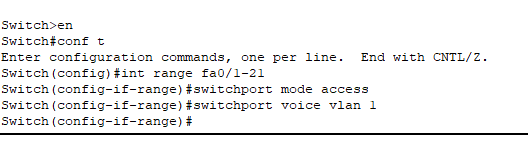 Switch>en
Switch#conf t
Enter configuration commands, one per line.  End with CNTL/Z.
Switch(config)#int range fa0/1-21
Switch(config-if-range)#switchport mode access
Switch(config-if-range)#switchport voice vlan 1
Switch(config-if-range)#